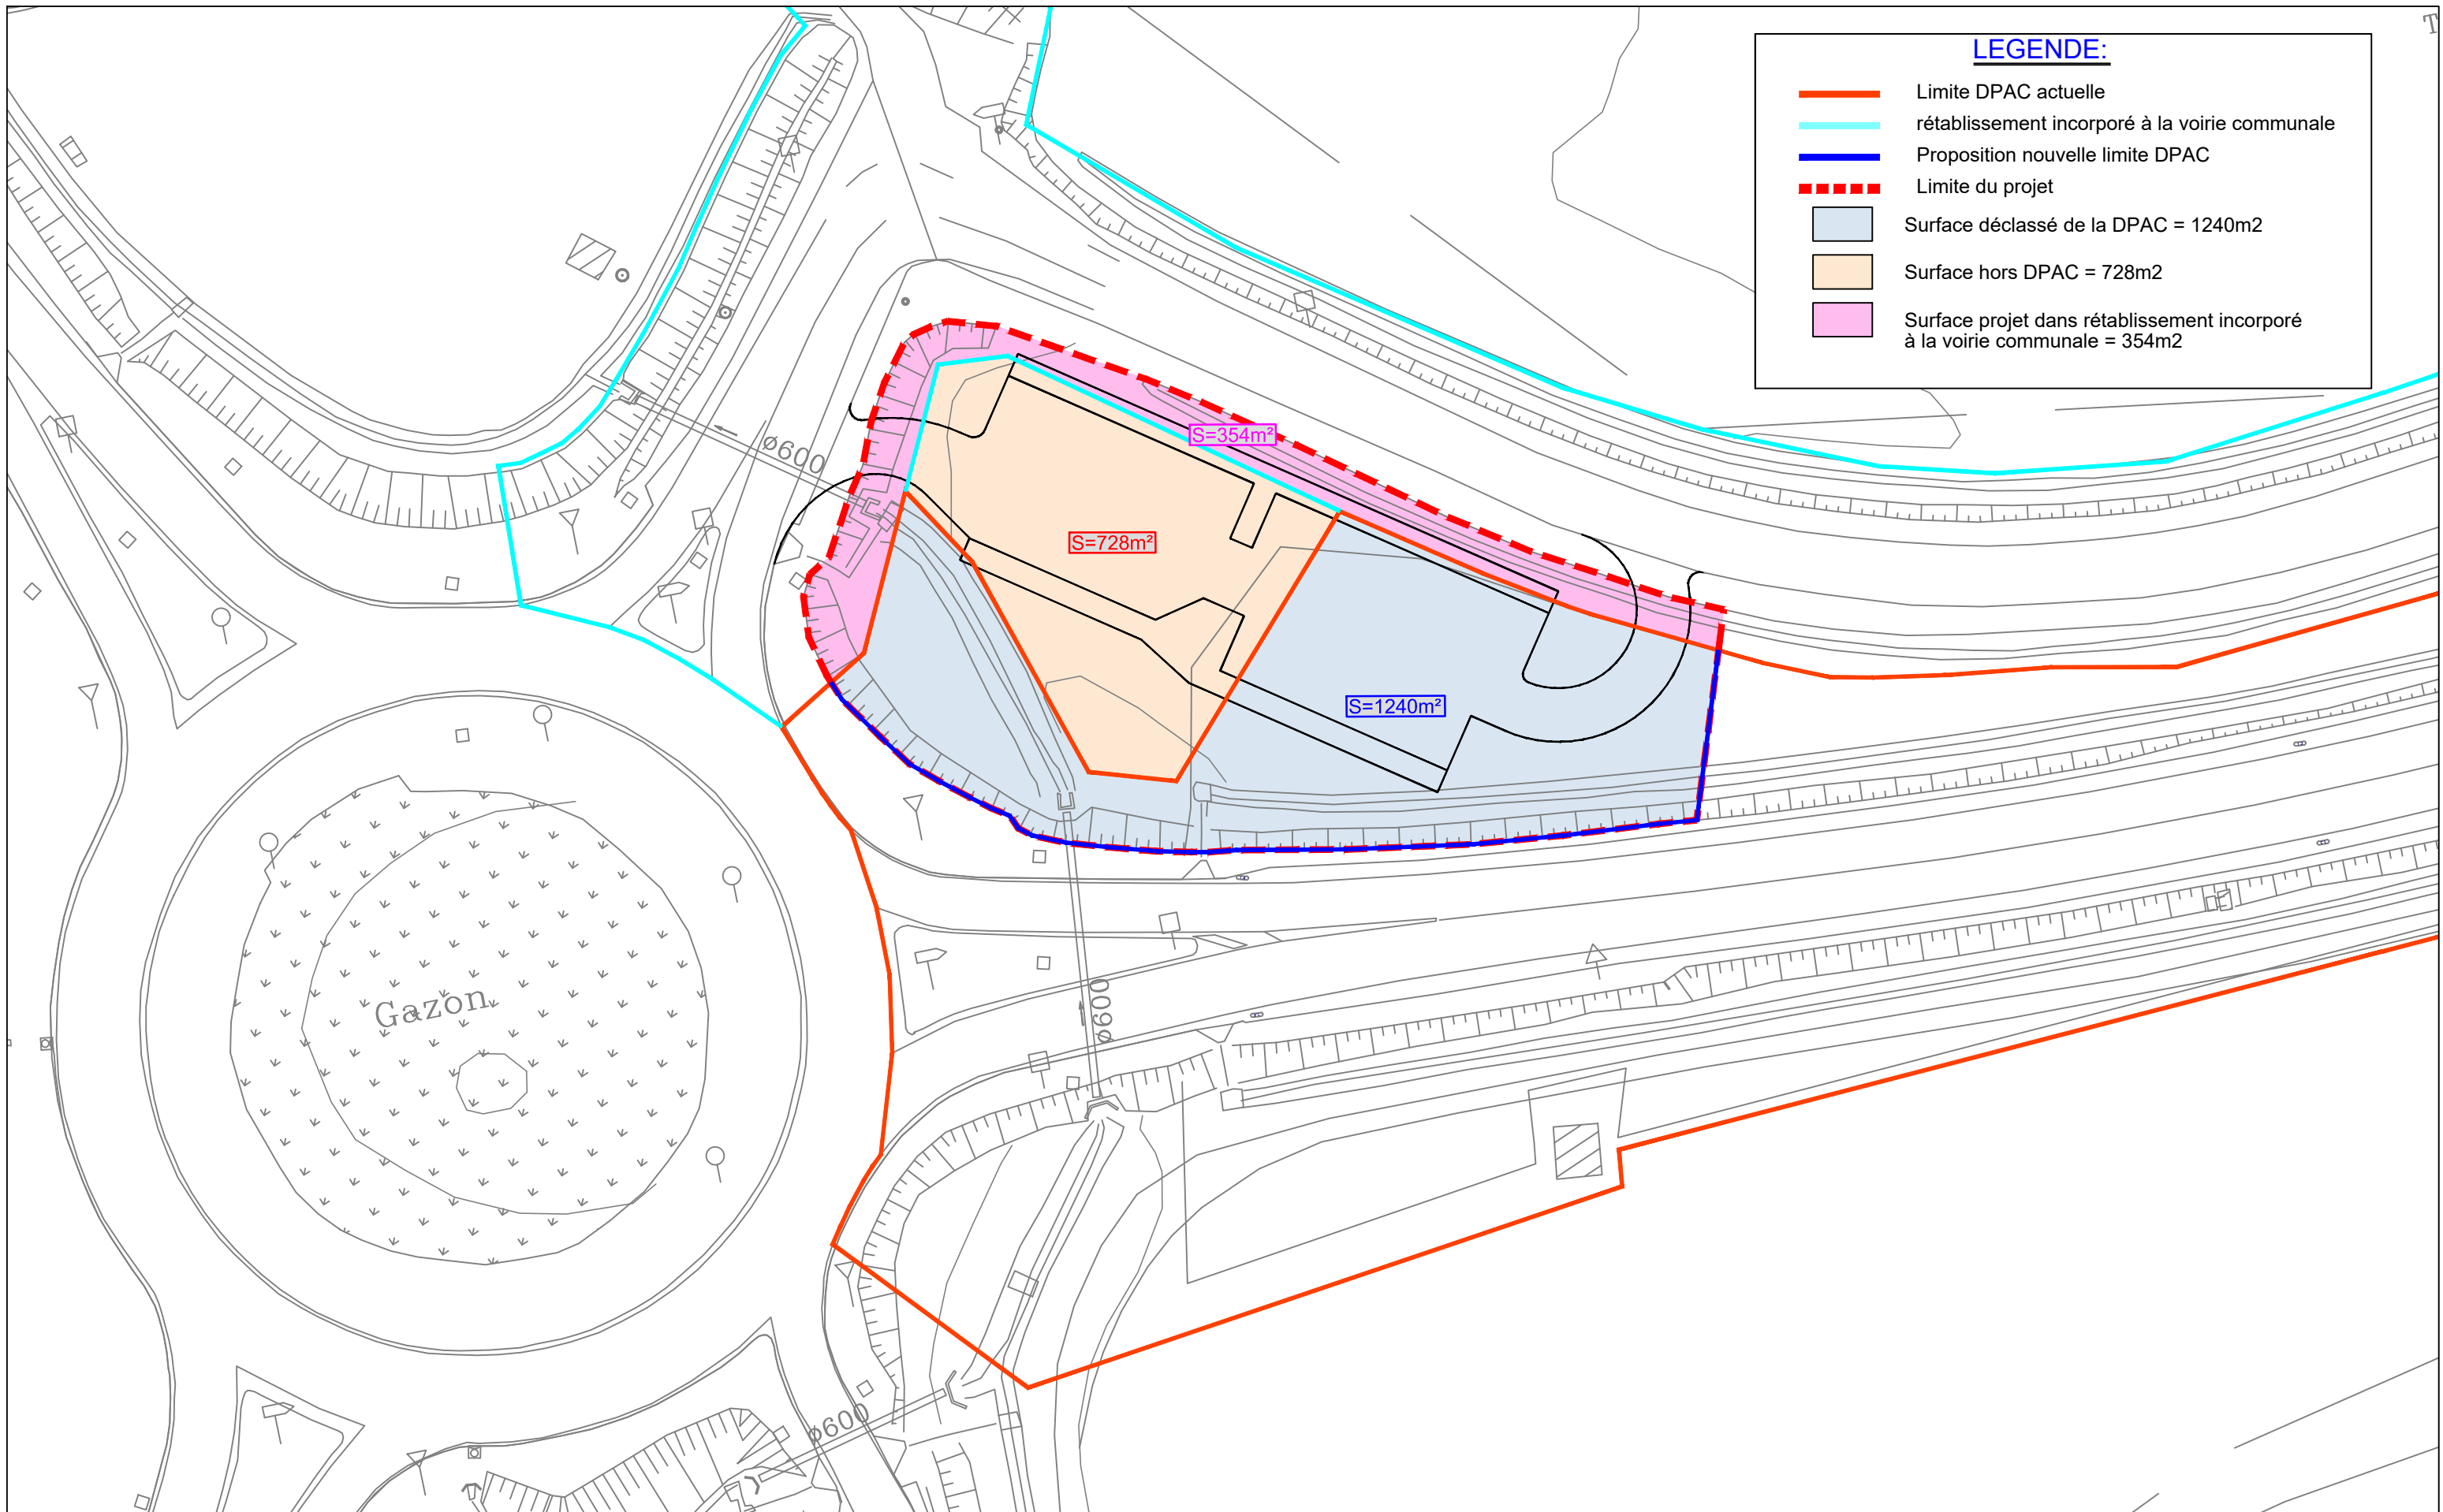 T
LEGENDE:
Limite DPAC actuelle
rétablissement incorporé à la voirie communale
Proposition nouvelle limite DPAC
Limite du projet
Surface déclassé de la DPAC = 1240m2
Surface hors DPAC = 728m2
Surface projet dans rétablissement incorporé
à la voirie communale = 354m2
ø600
S=354m²
S=728m²
S=1240m²
Gazon
ø600
ø600